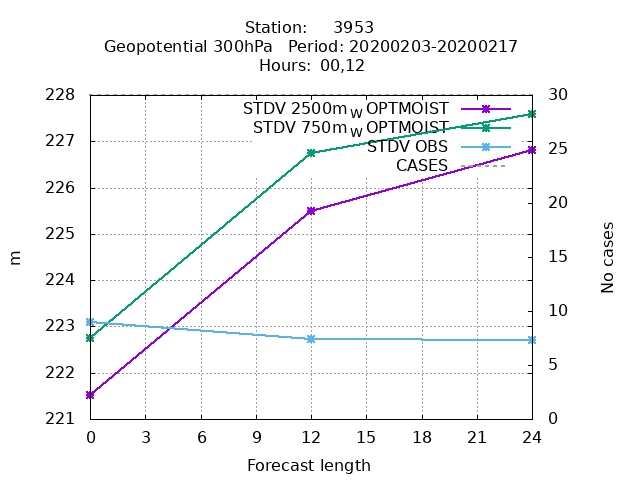 Station: 3953
Geopotential 300hPa Period: 20200203-20200217
Hours: 00,12
STDV 2500m_W OPTMOIST
STDV 750m_W OPTMOIST
STDV OBS
CASES
228
227
226
225
224
223
222
221
m
30
25
20
15
10
5
0
No cases
0 3 6 9 12 15 18 21 24
Forecast length